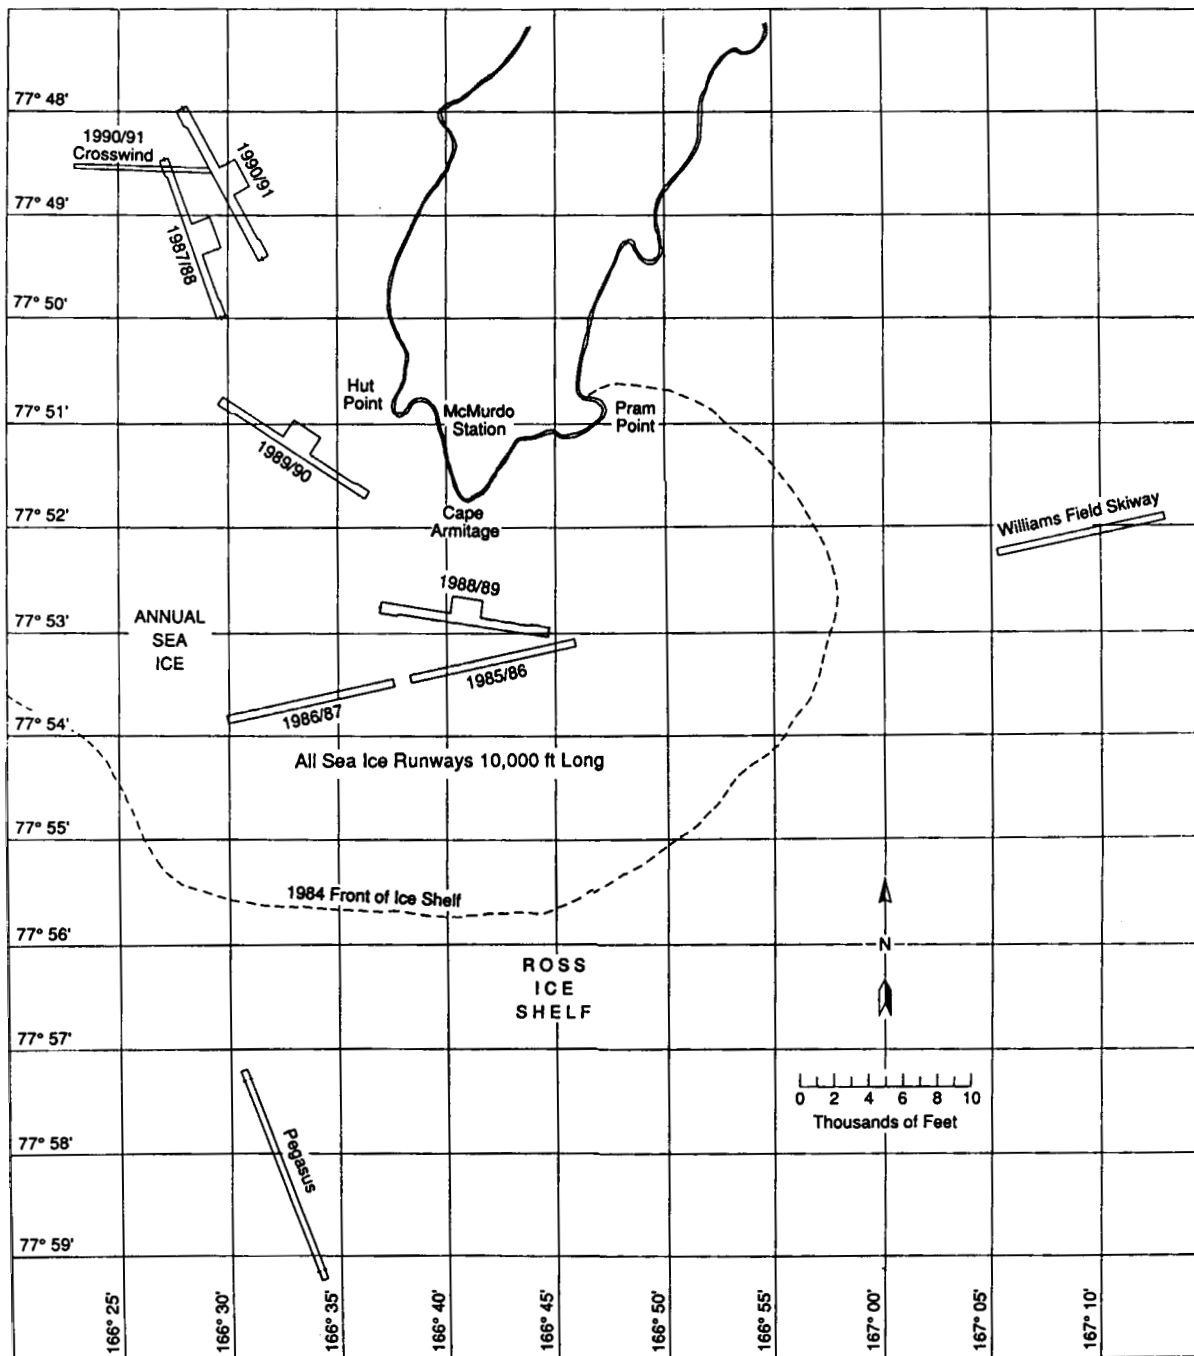 77° 48'
1990/91
Crosswind
1990/91
77° 49'
1987/88
77° 50'
Hut
Point
77° 51'
McMurdo
Station
Pram
Point
1989/90
77° 52'
Cape
Armitage
Williams Field Skiway
1988/89
ANNUAL
SEA
ICE
77° 53'
1985/86
1986/87
77° 54'
All Sea Ice Runways 10,000 ft Long
77° 55'
1984 Front of Ice Shelf
77° 56'
N
ROSS
ICE
SHELF
77° 57'
0 2 4 6 8 10
Thousands of Feet
77° 58'
Pegasus
77° 59'
166° 25'
166° 30'
166° 35'
166° 40'
166° 45'
166° 50'
166° 55'
167° 00'
167° 05'
167° 10'